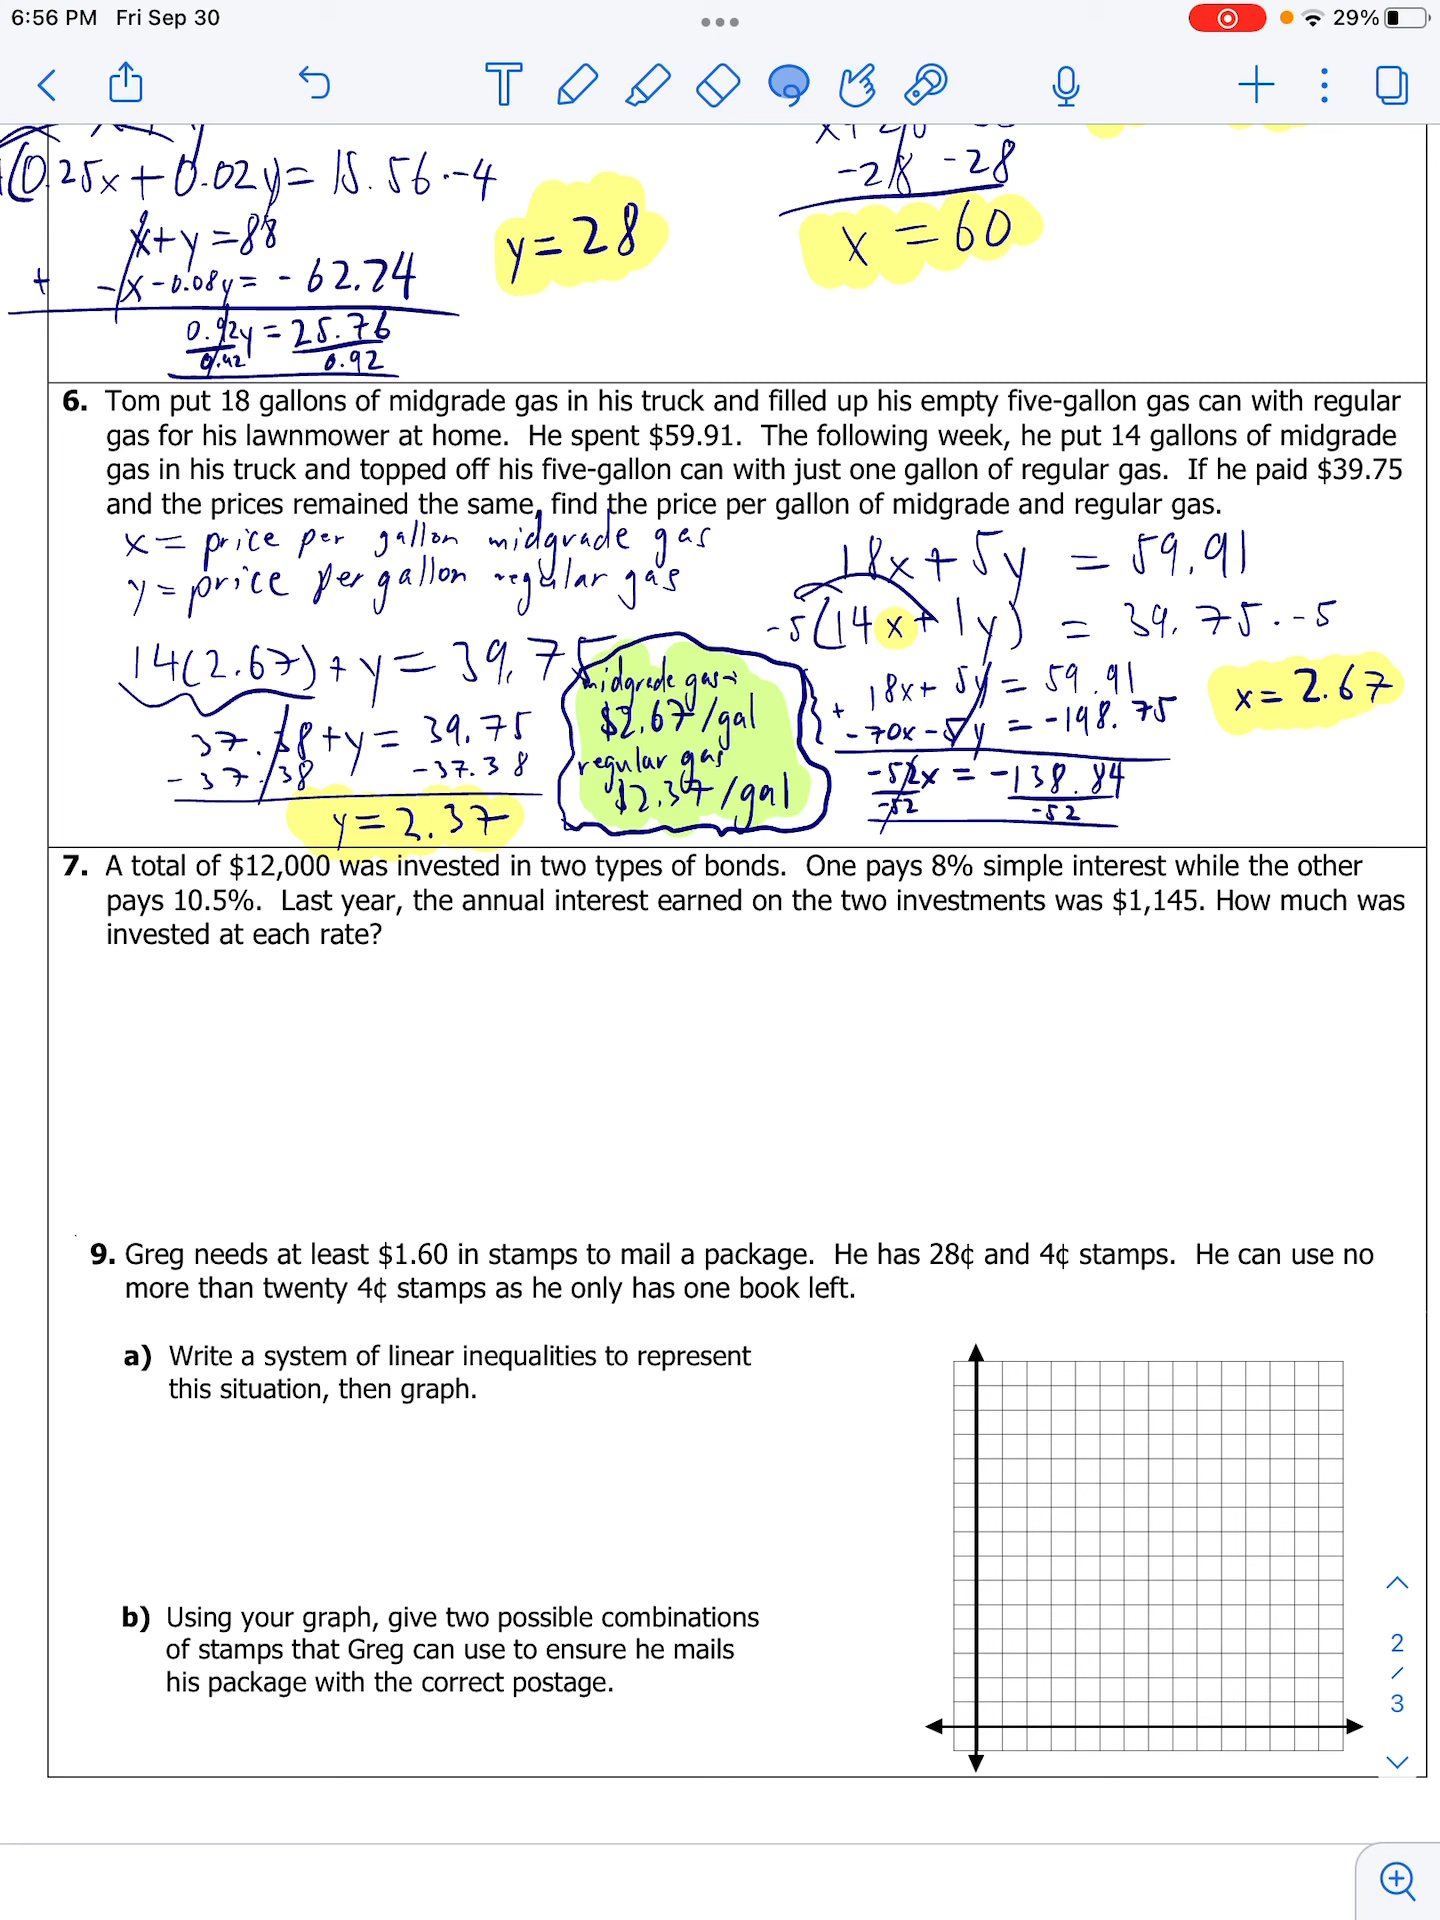 6:56 PM Fri Sep 30
29%
(0.25x + 0.02y = 15.56 · -4
x + y = 88
+ -x - 0.08y = -62.24
0.92y = 25.76
0.92 0.92
y = 28
-28 -28
x = 60
6. Tom put 18 gallons of midgrade gas in his truck and filled up his empty five-gallon gas can with regular
gas for his lawnmower at home. He spent $59.91. The following week, he put 14 gallons of midgrade
gas in his truck and topped off his five-gallon can with just one gallon of regular gas. If he paid $39.75
and the prices remained the same, find the price per gallon of midgrade and regular gas.
x = price per gallon midgrade gas
y = price per gallon regular gas
18x + 5y = 59.91
-5(14x + 1y) = 39.75 · -5
14(2.67) + y = 39.75
37.38 + y = 39.75
-37.38 -37.38
y = 2.37
midgrade gas →
$2.67/gal
regular gas
$2.37/gal
18x + 5y = 59.91
+ -70x - 5y = -198.75
-52x = -138.84
-52 -52
x = 2.67
7. A total of $12,000 was invested in two types of bonds. One pays 8% simple interest while the other
pays 10.5%. Last year, the annual interest earned on the two investments was $1,145. How much was
invested at each rate?
9. Greg needs at least $1.60 in stamps to mail a package. He has 28¢ and 4¢ stamps. He can use no
more than twenty 4¢ stamps as he only has one book left.
a) Write a system of linear inequalities to represent
this situation, then graph.
b) Using your graph, give two possible combinations
of stamps that Greg can use to ensure he mails
his package with the correct postage.
2
/
3